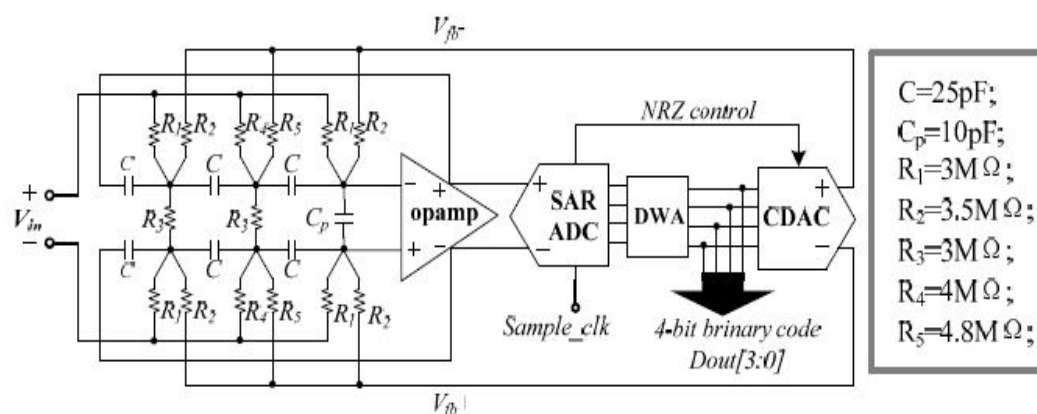 Vfb-
R1 R2 R4 R5 R1 R2
NRZ control
C C C
+
Vin
−
R3 R3 Cp
− +
opamp
+ −
+
SAR
ADC
−
DWA
+
CDAC
−
C C C
R1 R2 R4 R5 R1 R2
Sample_clk
4-bit brinary code
Dout[3:0]
Vfb
C=25pF;
Cp=10pF;
R1=3MΩ;
R2=3.5MΩ;
R3=3MΩ;
R4=4MΩ;
R5=4.8MΩ;